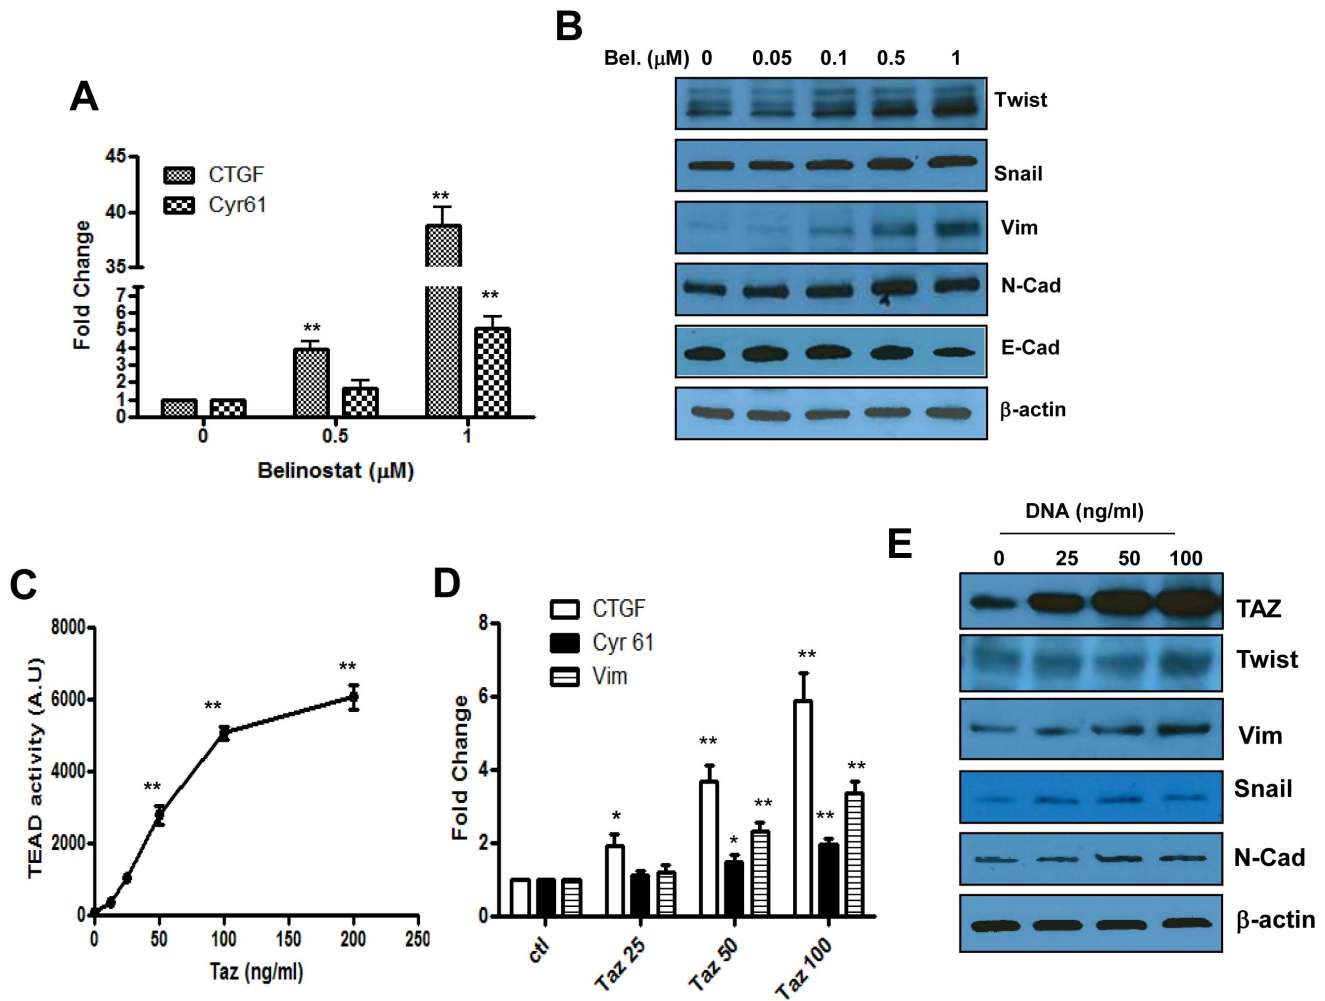 A
45
40
35
7
6
5
4
3
2
1
0
Fold Change
CTGF
Cyr61
**
**
**
0 0.5 1
Belinostat (μM)
B
Bel. (μM) 0 0.05 0.1 0.5 1
Twist
Snail
Vim
N-Cad
E-Cad
β-actin
C
8000
6000
4000
2000
0
TEAD activity (A.U)
**
**
**
0 50 100 150 200 250
Taz (ng/ml)
D
CTGF
Cyr 61
Vim
8
6
4
2
0
Fold Change
*
**
*
**
**
**
**
ctl Taz 25 Taz 50 Taz 100
E
DNA (ng/ml)
0 25 50 100
TAZ
Twist
Vim
Snail
N-Cad
β-actin